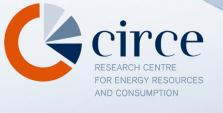 circe
RESEARCH CENTRE
FOR ENERGY RESOURCES
AND CONSUMPTION